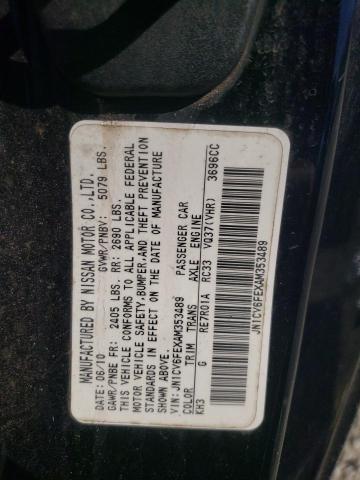 MANUFACTURED BY NISSAN MOTOR CO.,LTD.
DATE: 06/10 GVWR/PNBV: 5079 LBS.
GAWR/PNBE FR: 2405 LBS. RR: 2690 LBS.
THIS VEHICLE CONFORMS TO ALL APPLICABLE FEDERAL
MOTOR VEHICLE SAFETY,BUMPER,AND THEFT PREVENTION
STANDARDS IN EFFECT ON THE DATE OF MANUFACTURE
SHOWN ABOVE.
VIN: JN1CV6FEXAM353489 PASSENGER CAR
COLOR TRIM TRANS AXLE ENGINE
KH3 G RE7R01A RC33 VQ37(VHR) 3696CC
JN1CV6FEXAM353489